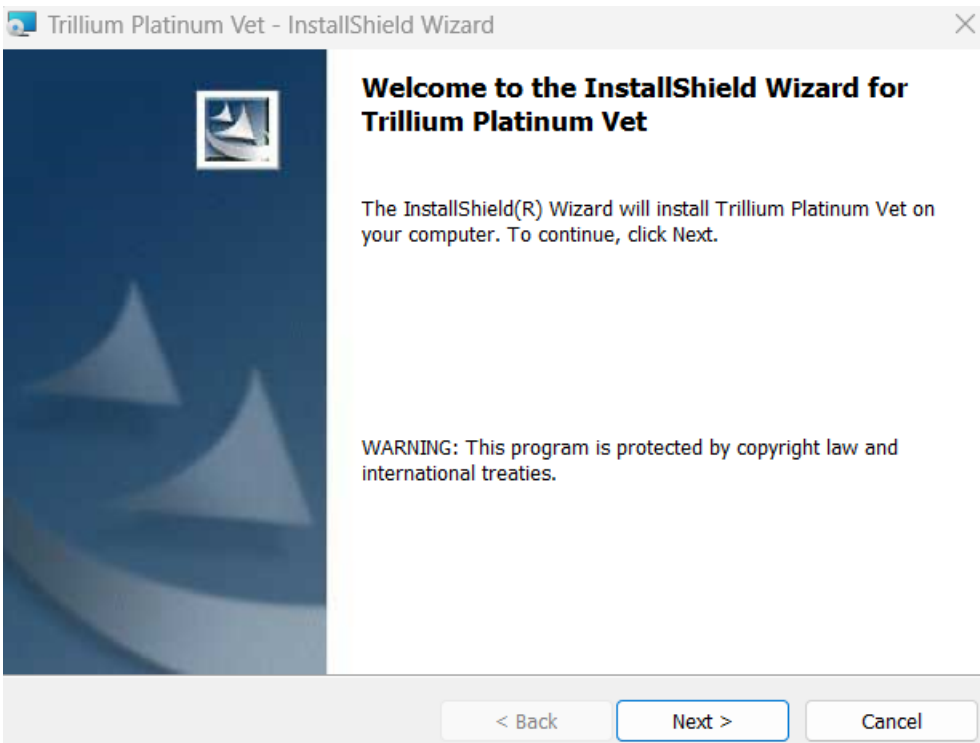 Trillium Platinum Vet - InstallShield Wizard
Welcome to the InstallShield Wizard for
Trillium Platinum Vet
The InstallShield(R) Wizard will install Trillium Platinum Vet on
your computer. To continue, click Next.
WARNING: This program is protected by copyright law and
international treaties.
< Back
Next >
Cancel